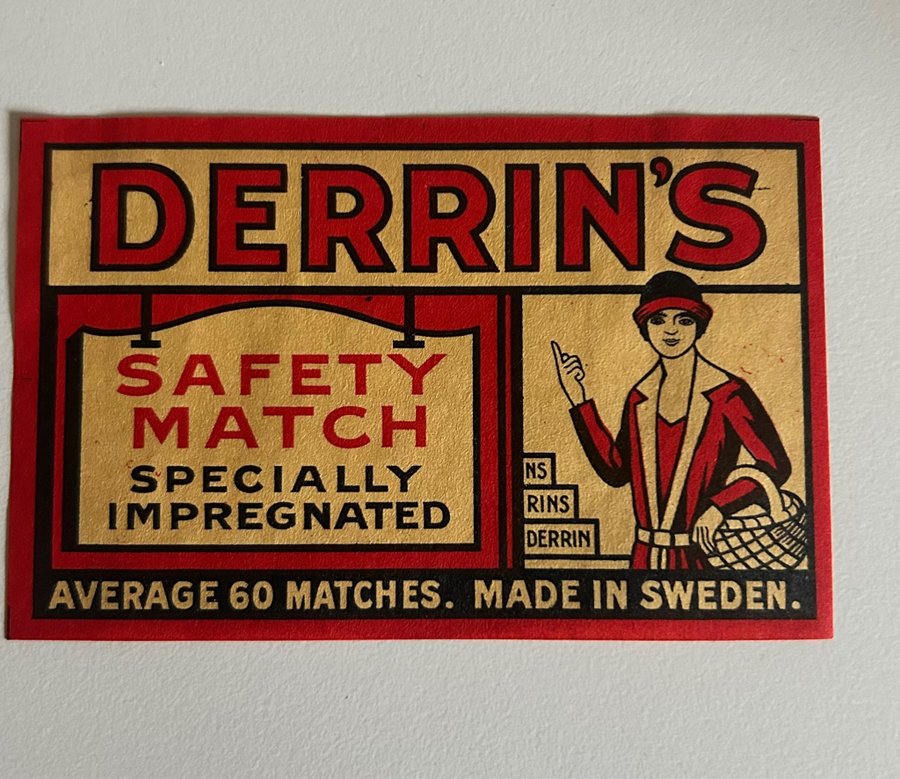 DERRIN'S
SAFETY
MATCH
SPECIALLY
IMPREGNATED
NS
RINS
DERRIN
AVERAGE 60 MATCHES. MADE IN SWEDEN.